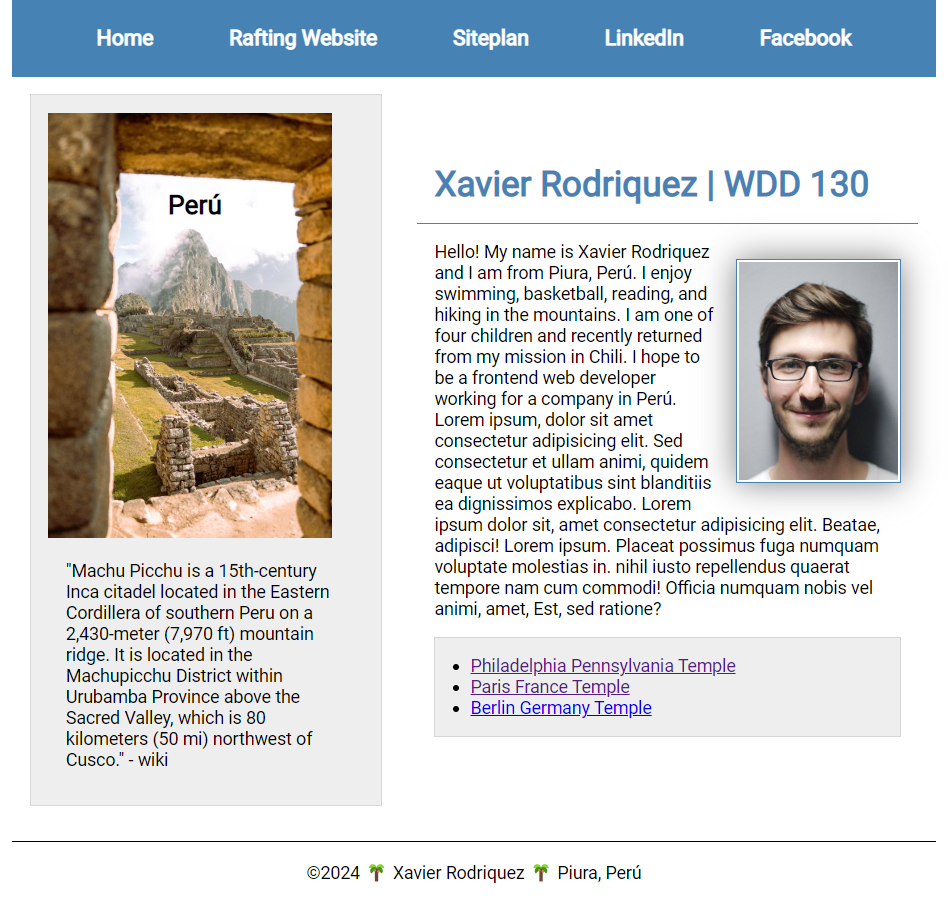 Home Rafting Website Siteplan LinkedIn Facebook
Perú
"Machu Picchu is a 15th-century
Inca citadel located in the Eastern
Cordillera of southern Peru on a
2,430-meter (7,970 ft) mountain
ridge. It is located in the
Machupicchu District within
Urubamba Province above the
Sacred Valley, which is 80
kilometers (50 mi) northwest of
Cusco." - wiki
Xavier Rodriquez | WDD 130
Hello! My name is Xavier Rodriquez
and I am from Piura, Perú. I enjoy
swimming, basketball, reading, and
hiking in the mountains. I am one of
four children and recently returned
from my mission in Chili. I hope to
be a frontend web developer
working for a company in Perú.
Lorem ipsum, dolor sit amet
consectetur adipisicing elit. Sed
consectetur et ullam animi, quidem
eaque ut voluptatibus sint blanditiis
ea dignissimos explicabo. Lorem
ipsum dolor sit, amet consectetur adipisicing elit. Beatae,
adipisci! Lorem ipsum. Placeat possimus fuga numquam
voluptate molestias in. nihil iusto repellendus quaerat
tempore nam cum commodi! Officia numquam nobis vel
animi, amet, Est, sed ratione?
• Philadelphia Pennsylvania Temple
• Paris France Temple
• Berlin Germany Temple
©2024 🌴 Xavier Rodriquez 🌴 Piura, Perú